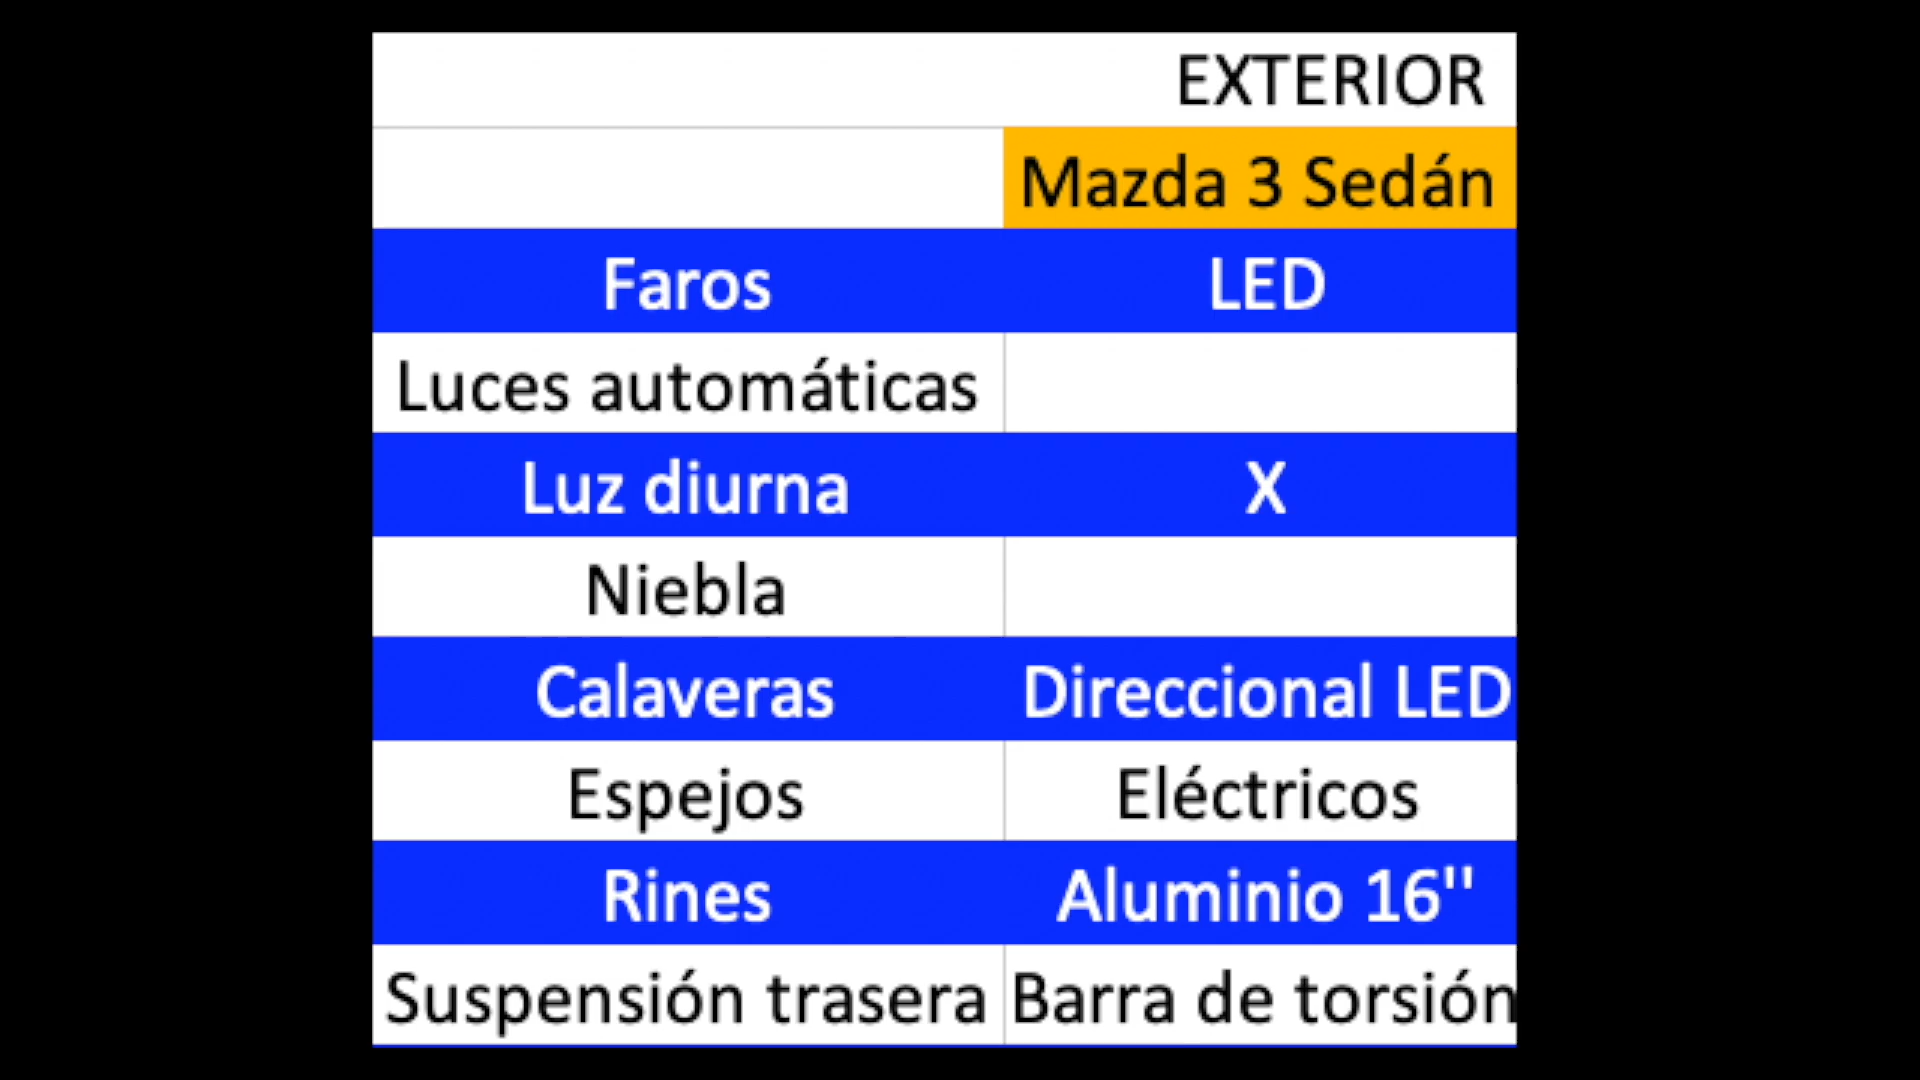 EXTERIOR
Mazda 3 Sedán
Faros LED
Luces automáticas
Luz diurna X
Niebla
Calaveras Direccional LED
Espejos Eléctricos
Rines Aluminio 16''
Suspensión trasera Barra de torsión